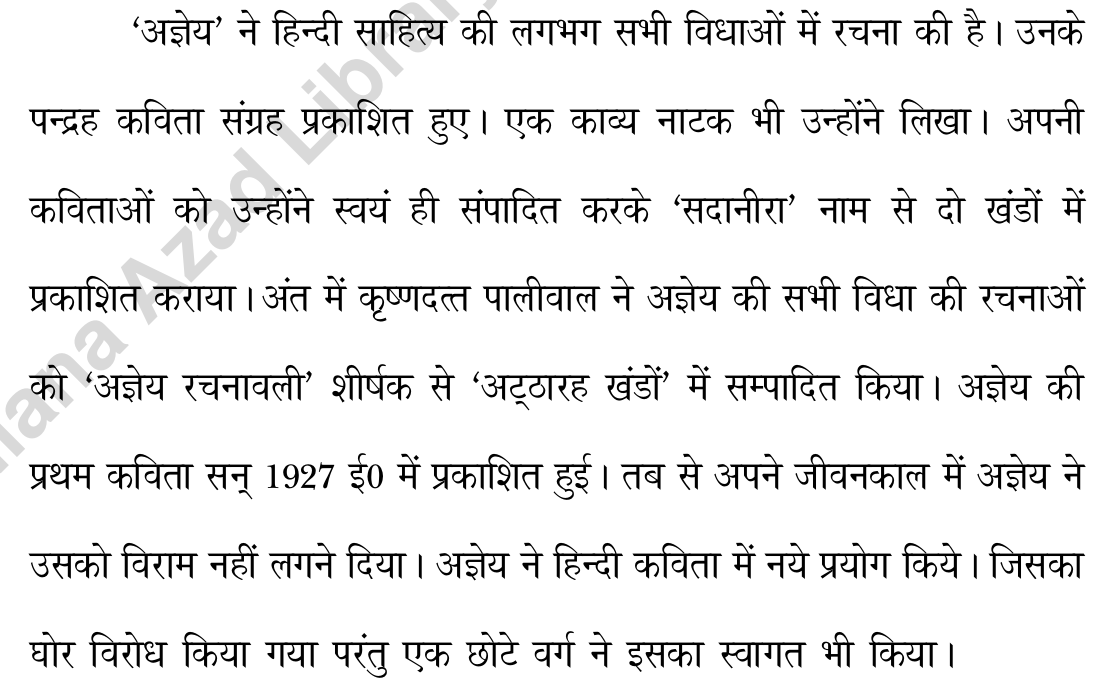 ‘अज्ञेय’ ने हिन्दी साहित्य की लगभग सभी विधाओं में रचना की है। उनके
पन्द्रह कविता संग्रह प्रकाशित हुए। एक काव्य नाटक भी उन्होंने लिखा। अपनी
कविताओं को उन्होंने स्वयं ही संपादित करके ‘सदानीरा’ नाम से दो खंडों में
प्रकाशित कराया।अंत में कृष्णदत्त पालीवाल ने अज्ञेय की सभी विधा की रचनाओं
को ‘अज्ञेय रचनावली’ शीर्षक से ‘अट्ठारह खंडों’ में सम्पादित किया। अज्ञेय की
प्रथम कविता सन् 1927 ई0 में प्रकाशित हुई। तब से अपने जीवनकाल में अज्ञेय ने
उसको विराम नहीं लगने दिया। अज्ञेय ने हिन्दी कविता में नये प्रयोग किये। जिसका
घोर विरोध किया गया परंतु एक छोटे वर्ग ने इसका स्वागत भी किया।
Azad